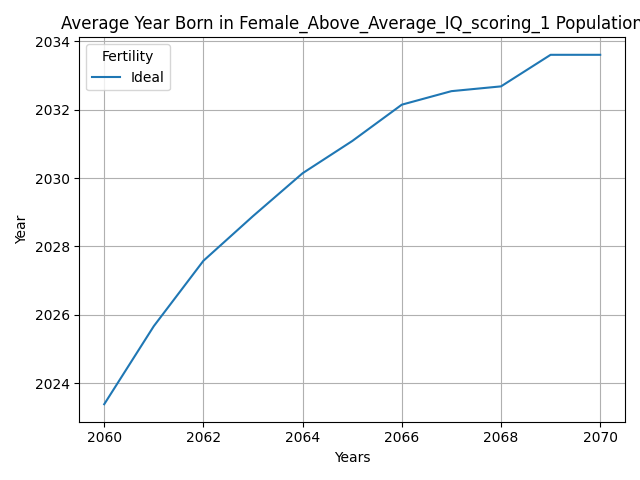 Average Year Born in Female_Above_Average_IQ_scoring_1 Population
Fertility
Ideal
2034
2032
2030
2028
2026
2024
Year
2060 2062 2064 2066 2068 2070
Years